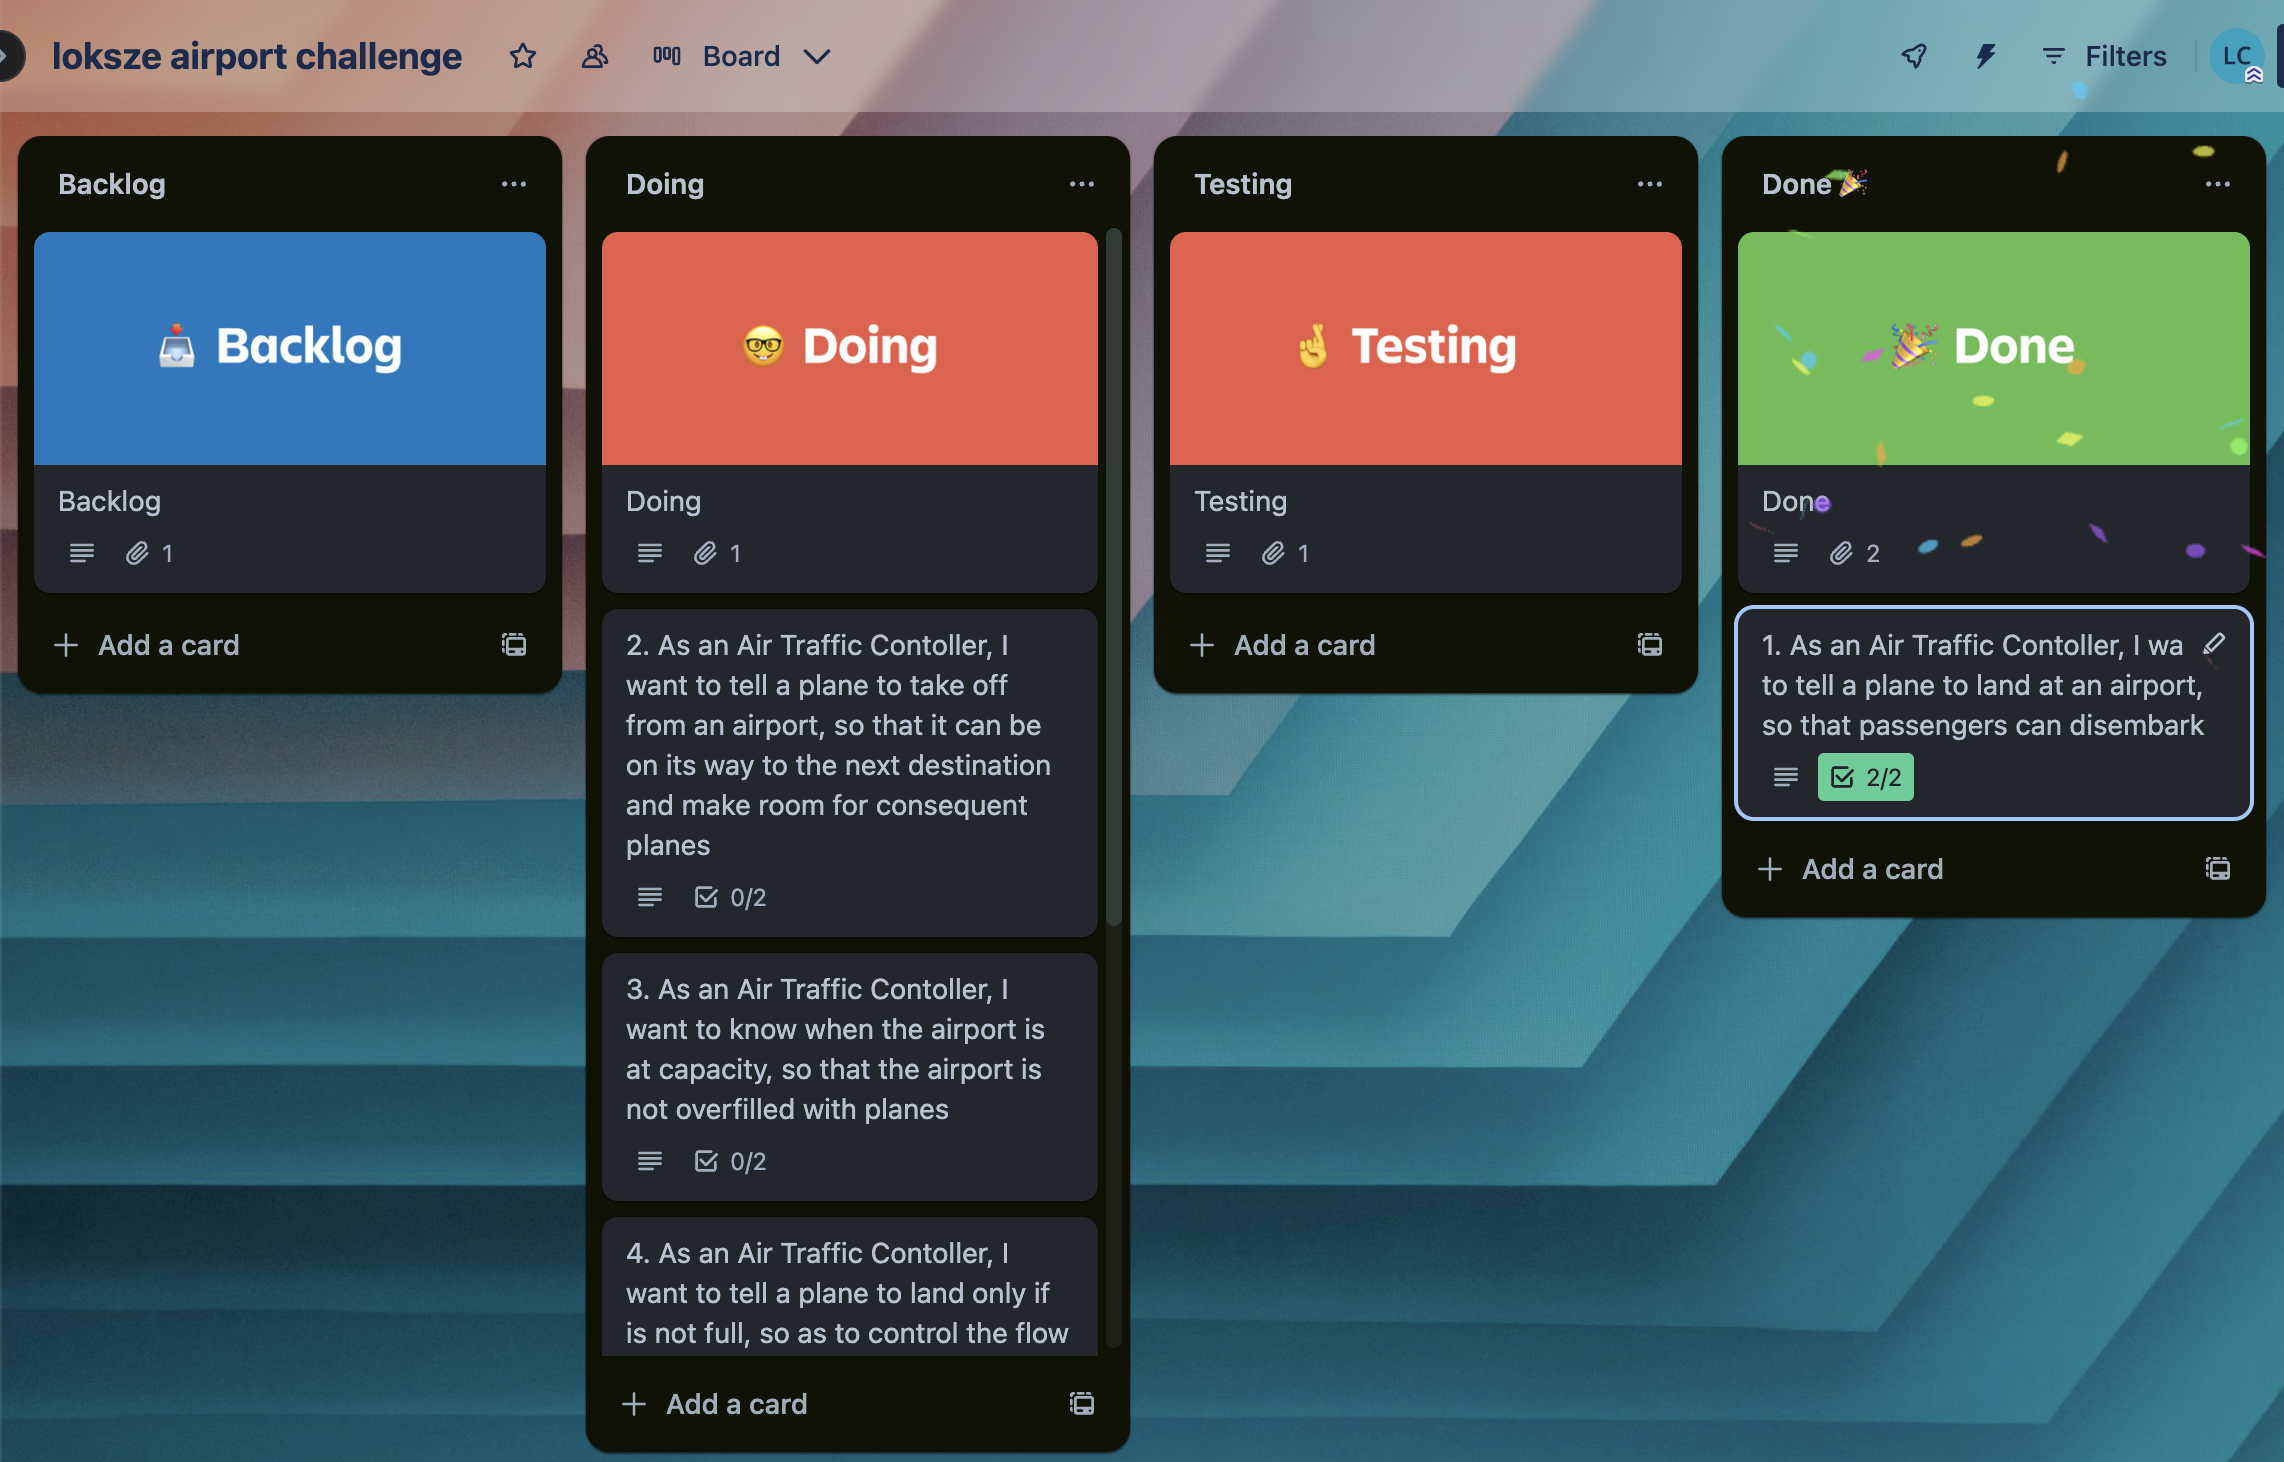 loksze airport challenge
Board
Filters
LC
Backlog
Backlog
Backlog
1
Add a card
Doing
Doing
Doing
1
2. As an Air Traffic Contoller, I
want to tell a plane to take off
from an airport, so that it can be
on its way to the next destination
and make room for consequent
planes
0/2
3. As an Air Traffic Contoller, I
want to know when the airport is
at capacity, so that the airport is
not overfilled with planes
0/2
4. As an Air Traffic Contoller, I
want to tell a plane to land only if
is not full, so as to control the flow
Add a card
Testing
Testing
Testing
1
Add a card
Done
Done
Done
2
1. As an Air Traffic Contoller, I wa
to tell a plane to land at an airport,
so that passengers can disembark
2/2
Add a card